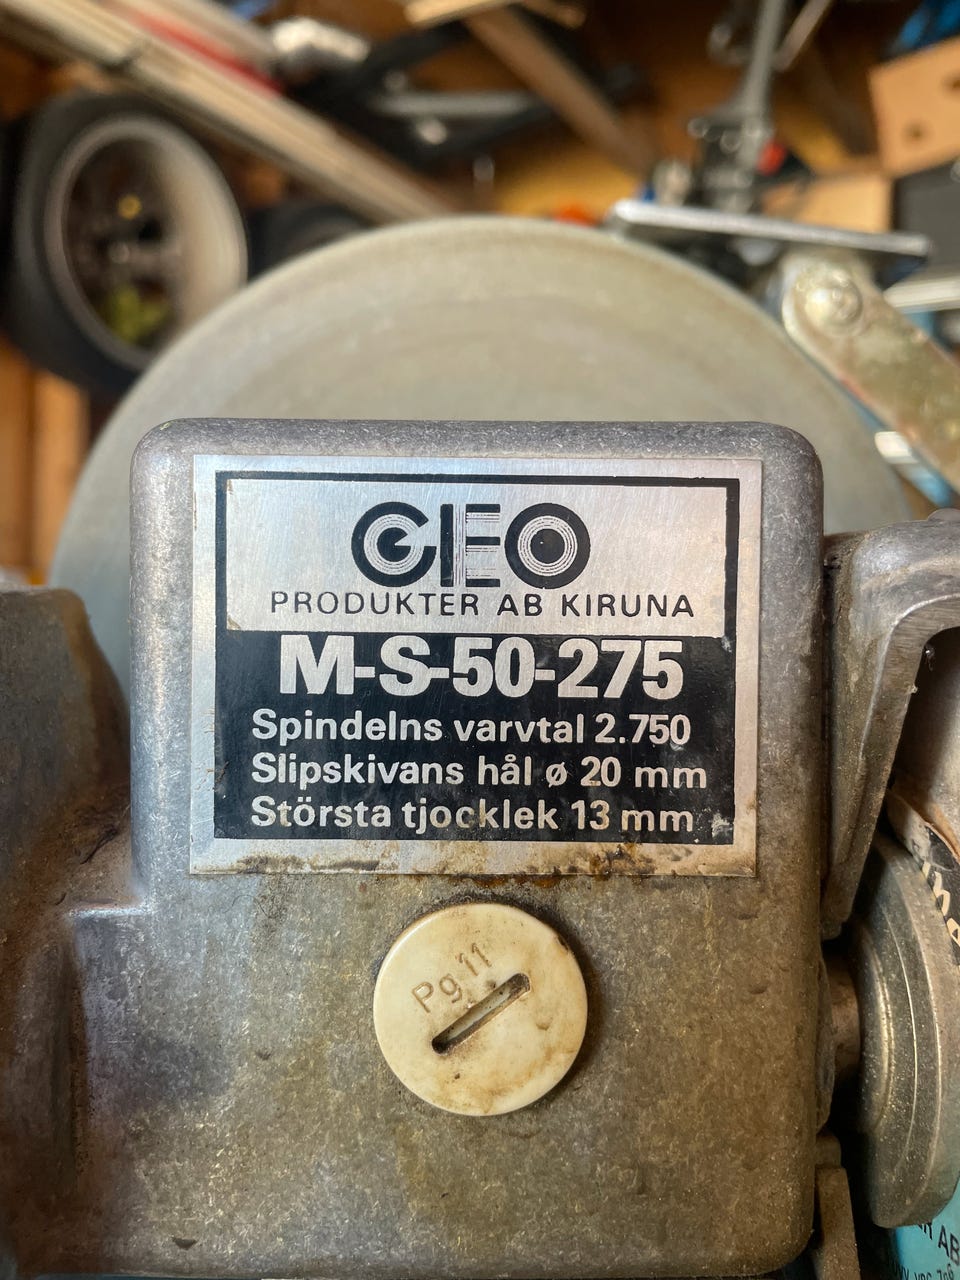 GEO
PRODUKTER AB KIRUNA
M-S-50-275
Spindelns varvtal 2.750
Slipskivans hål ø 20 mm
Största tjocklek 13 mm
Pg 11
AB